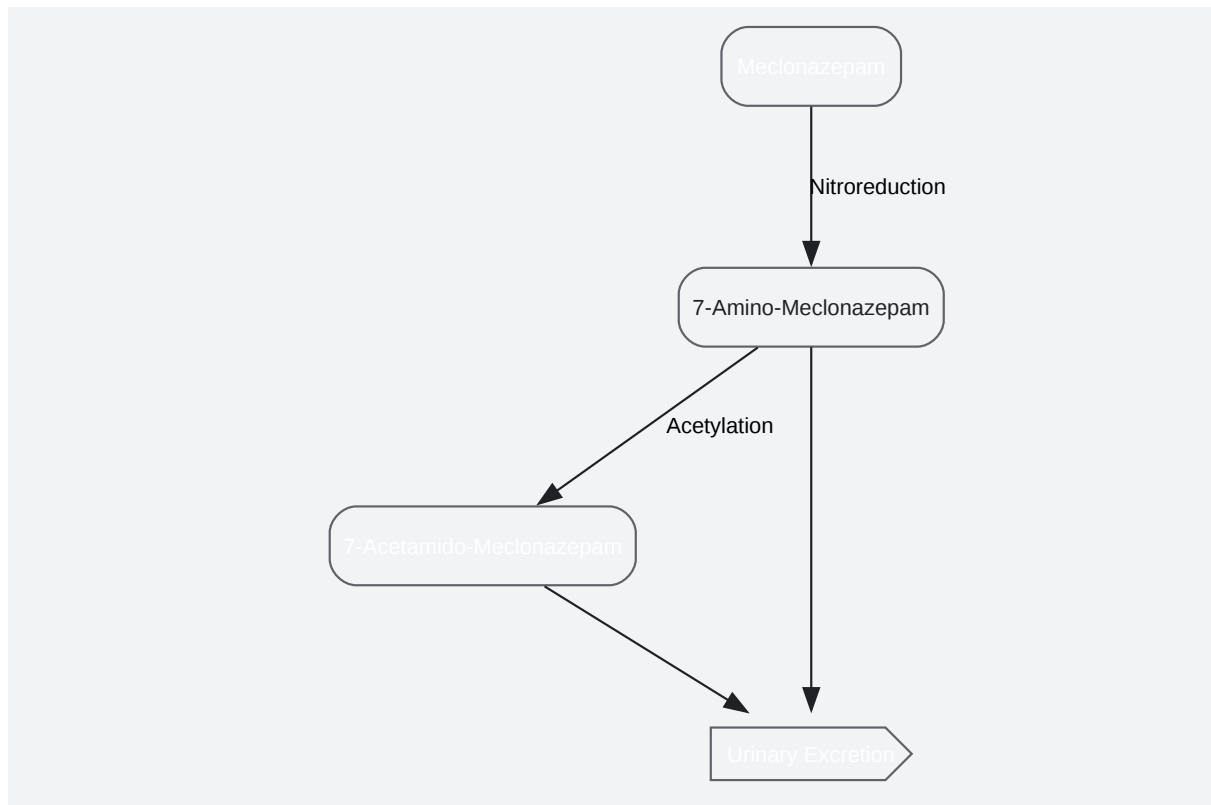 Meclonazepam
Nitroreduction
7-Amino-Meclonazepam
Acetylation
7-Acetamido-Meclonazepam
Urinary Excretion